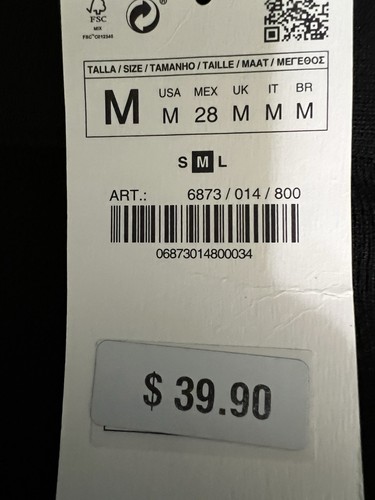 FSC
MIX
TALLA / SIZE / TAMANHO / TAILLE / MAAT / ΜΕΓΕΘΟΣ
M
USA MEX UK IT BR
M 28 M M M
S M L
ART.: 6873 / 014 / 800
06873014800034
$ 39.90